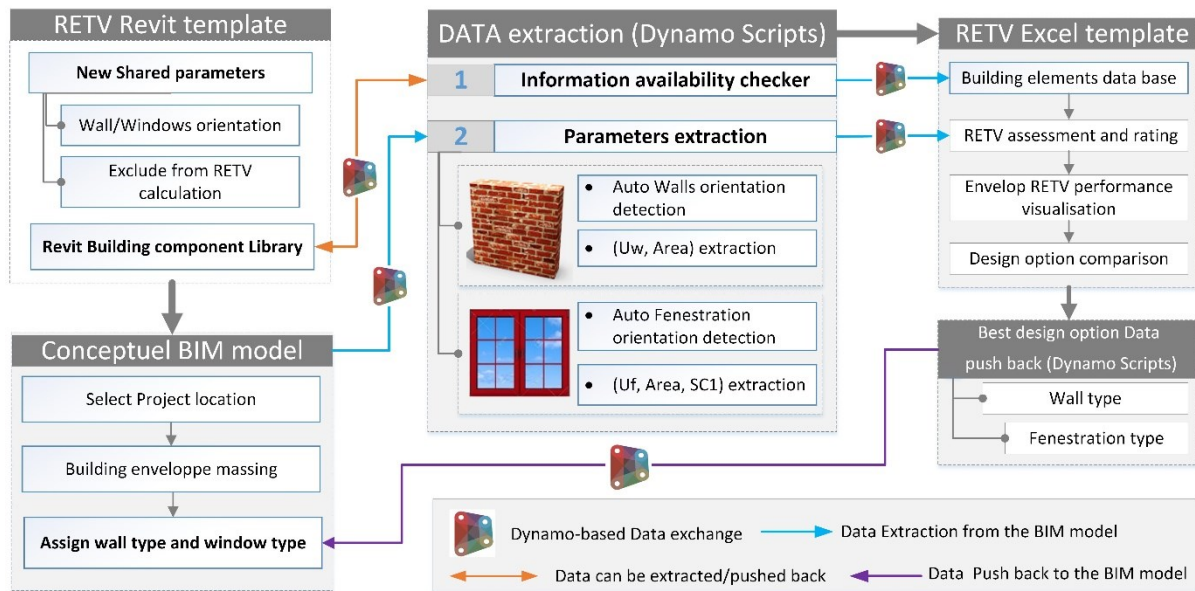 RETV Revit template
New Shared parameters
Wall/Windows orientation
Exclude from RETV
calculation
Revit Building component Library
Conceptuel BIM model
Select Project location
Building enveloppe massing
Assign wall type and window type
DATA extraction (Dynamo Scripts)
1 Information availability checker
2 Parameters extraction
• Auto Walls orientation
detection
• (Uw, Area) extraction
• Auto Fenestration
orientation detection
• (Uf, Area, SC1) extraction
RETV Excel template
Building elements data base
RETV assessment and rating
Envelop RETV performance
visualisation
Design option comparison
Best design option Data
push back (Dynamo Scripts)
Wall type
Fenestration type
Dynamo-based Data exchange
Data Extraction from the BIM model
Data can be extracted/pushed back
Data Push back to the BIM model